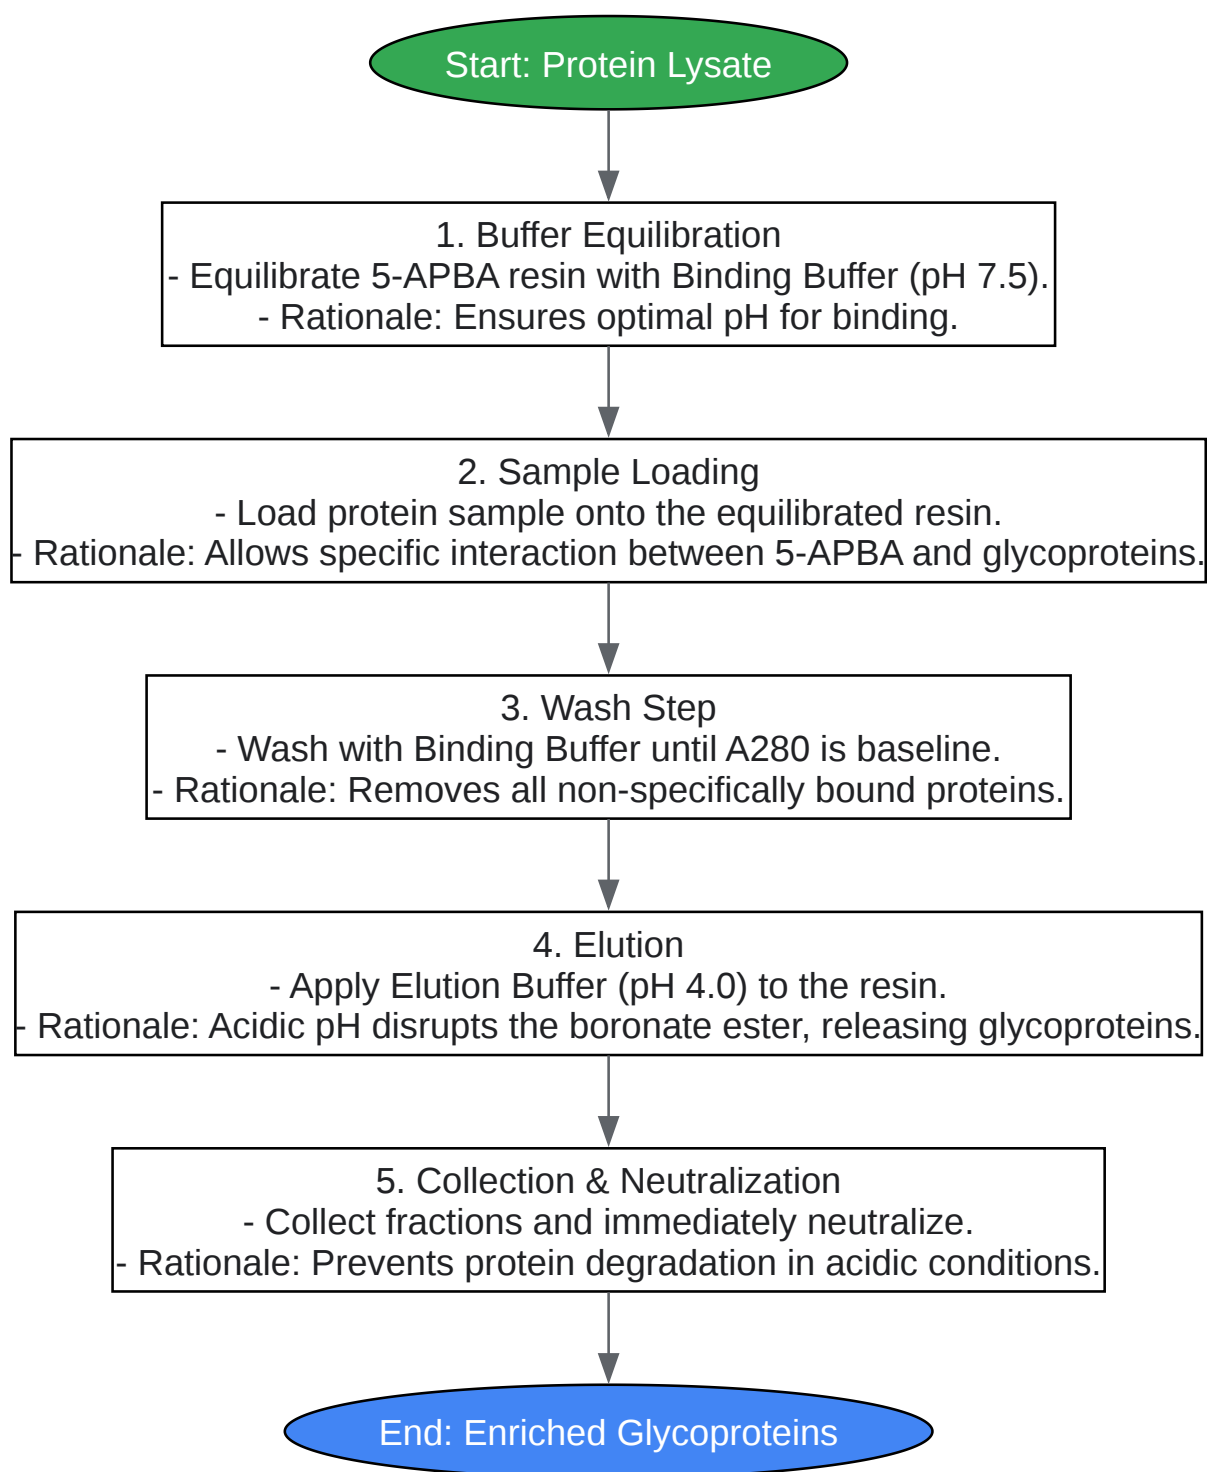 Start: Protein Lysate
1. Buffer Equilibration
- Equilibrate 5-APBA resin with Binding Buffer (pH 7.5).
- Rationale: Ensures optimal pH for binding.
2. Sample Loading
- Load protein sample onto the equilibrated resin.
- Rationale: Allows specific interaction between 5-APBA and glycoproteins.
3. Wash Step
- Wash with Binding Buffer until A280 is baseline.
- Rationale: Removes all non-specifically bound proteins.
4. Elution
- Apply Elution Buffer (pH 4.0) to the resin.
- Rationale: Acidic pH disrupts the boronate ester, releasing glycoproteins.
5. Collection & Neutralization
- Collect fractions and immediately neutralize.
- Rationale: Prevents protein degradation in acidic conditions.
End: Enriched Glycoproteins